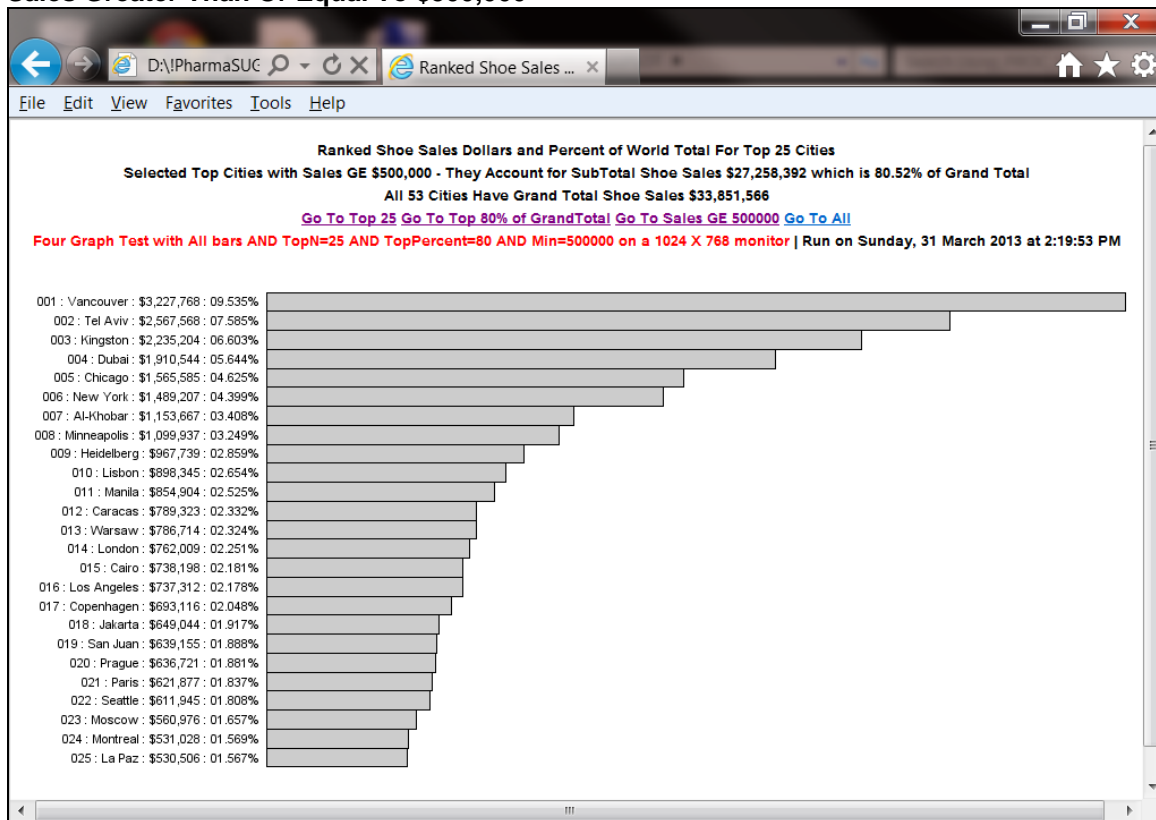 Sales Greater Than Or Equal To $500,000
D:\!PharmaSUG
Ranked Shoe Sales ...
File Edit View Favorites Tools Help
Ranked Shoe Sales Dollars and Percent of World Total For Top 25 Cities
Selected Top Cities with Sales GE $500,000 - They Account for SubTotal Shoe Sales $27,258,392 which is 80.52% of Grand Total
All 53 Cities Have Grand Total Shoe Sales $33,851,566
Go To Top 25 Go To Top 80% of GrandTotal Go To Sales GE 500000 Go To All
Four Graph Test with All bars AND TopN=25 AND TopPercent=80 AND Min=500000 on a 1024 X 768 monitor | Run on Sunday, 31 March 2013 at 2:19:53 PM
001 : Vancouver : $3,227,768 : 09.535%
002 : Tel Aviv : $2,567,568 : 07.585%
003 : Kingston : $2,235,204 : 06.603%
004 : Dubai : $1,910,544 : 05.644%
005 : Chicago : $1,565,585 : 04.625%
006 : New York : $1,489,207 : 04.399%
007 : Al-Khobar : $1,153,667 : 03.408%
008 : Minneapolis : $1,099,937 : 03.249%
009 : Heidelberg : $967,739 : 02.859%
010 : Lisbon : $898,345 : 02.654%
011 : Manila : $854,904 : 02.525%
012 : Caracas : $789,323 : 02.332%
013 : Warsaw : $786,714 : 02.324%
014 : London : $762,009 : 02.251%
015 : Cairo : $738,198 : 02.181%
016 : Los Angeles : $737,312 : 02.178%
017 : Copenhagen : $693,116 : 02.048%
018 : Jakarta : $649,044 : 01.917%
019 : San Juan : $639,155 : 01.888%
020 : Prague : $636,721 : 01.881%
021 : Paris : $621,877 : 01.837%
022 : Seattle : $611,945 : 01.808%
023 : Moscow : $560,976 : 01.657%
024 : Montreal : $531,028 : 01.569%
025 : La Paz : $530,506 : 01.567%